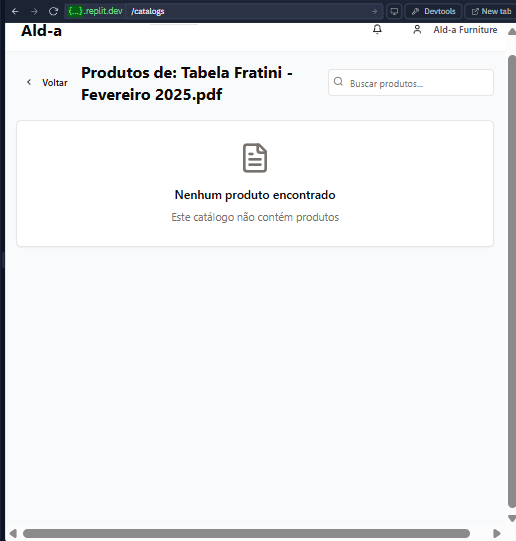 {...}.replit.dev /catalogs Devtools New tab
Ald-a
Ald-a Furniture
Voltar
Produtos de: Tabela Fratini -
Fevereiro 2025.pdf
Buscar produtos...
Nenhum produto encontrado
Este catálogo não contém produtos